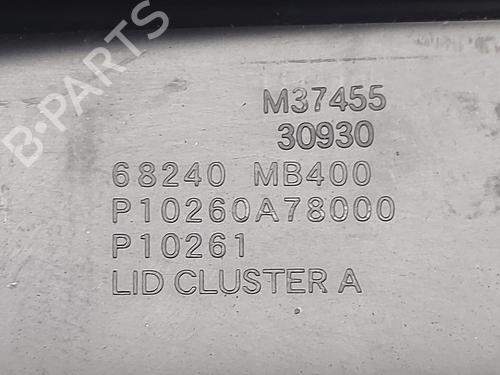 M37455
30930
68240 MB400
P10260A78000
P10261
LID CLUSTER A
B-PARTS